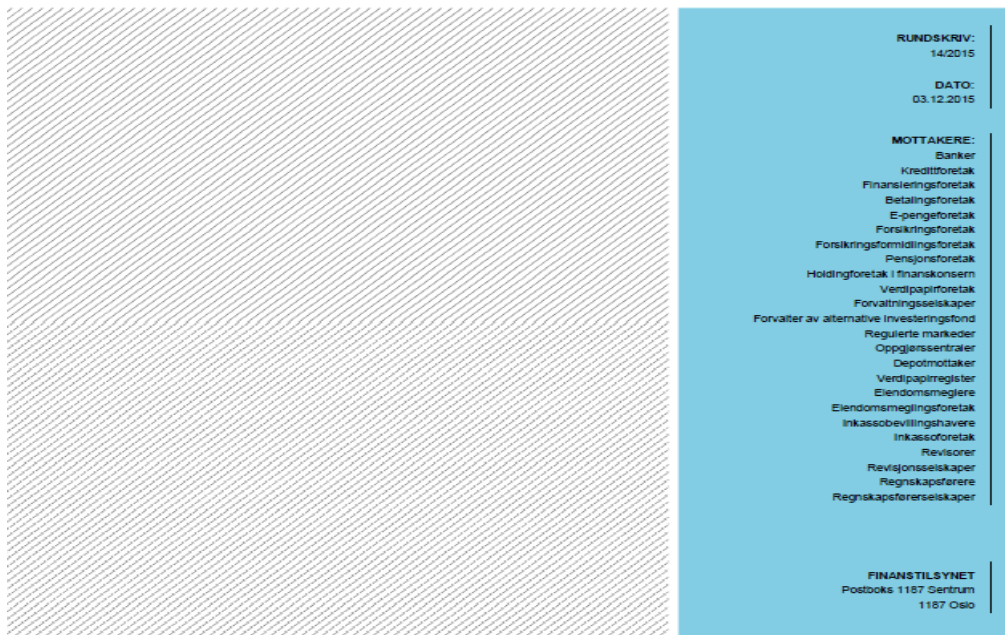 RUNDSKRIV:
14/2015
DATO:
03.12.2015
MOTTAKERE:
Banker
Kredittforetak
Finansieringsforetak
Betalingsforetak
E-pengeforetak
Forsikringsforetak
Forsikringsformidlingsforetak
Pensjonsforetak
Holdingforetak i finanskonsern
Verdipapirforetak
Forvaltningsselskaper
Forvalter av alternative investeringsfond
Regulerte markeder
Oppgjørssentraler
Depotmottaker
Verdipapirregister
Eiendomsmeglere
Eiendomsmeglingsforetak
Inkassobevillingshavere
Inkassoforetak
Revisorer
Revisjonsselskaper
Regnskapsførere
Regnskapsførerselskaper
FINANSTILSYNET
Postboks 1187 Sentrum
1187 Oslo